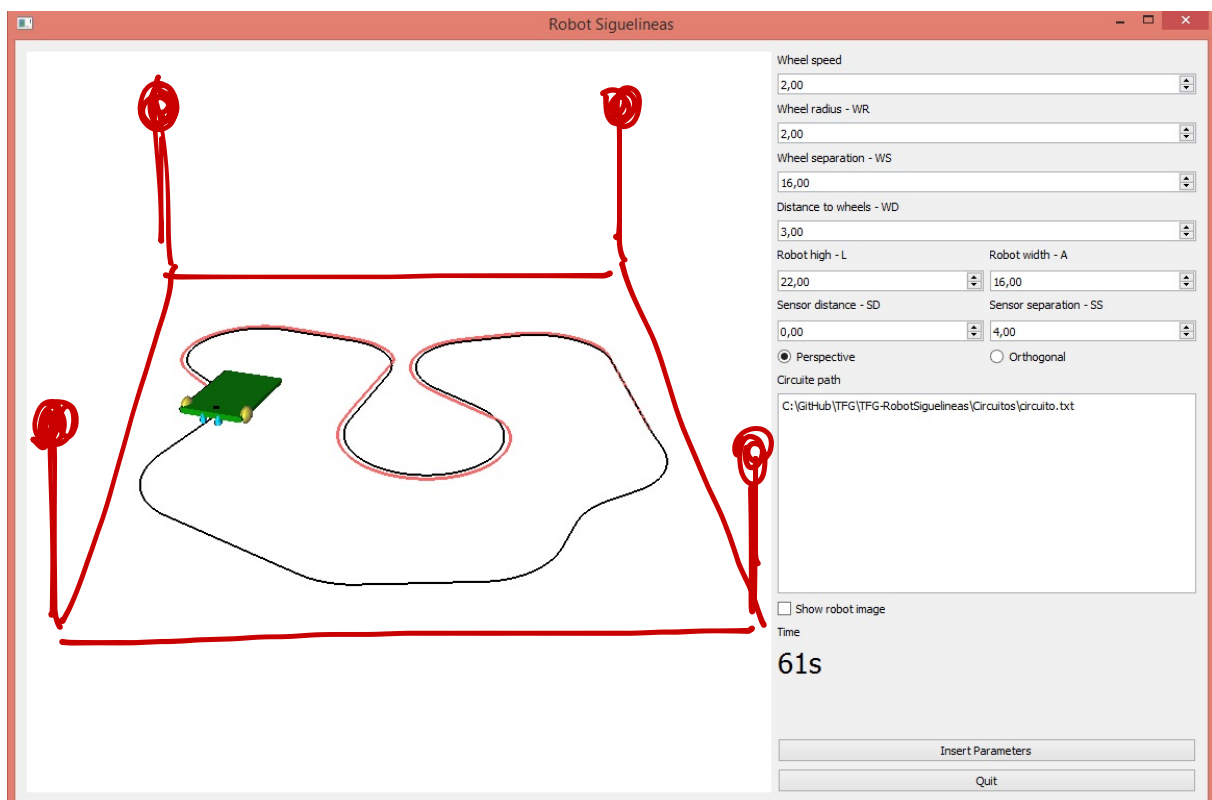 Robot Siguelineas
Wheel speed
2,00
Wheel radius - WR
2,00
Wheel separation - WS
16,00
Distance to wheels - WD
3,00
Robot high - L Robot width - A
22,00 16,00
Sensor distance - SD Sensor separation - SS
0,00 4,00
Perspective Orthogonal
Circuite path
C:\GitHub\TFG\TFG-RobotSiguelineas\Circuitos\circuito.txt
Show robot image
Time
61s
Insert Parameters
Quit